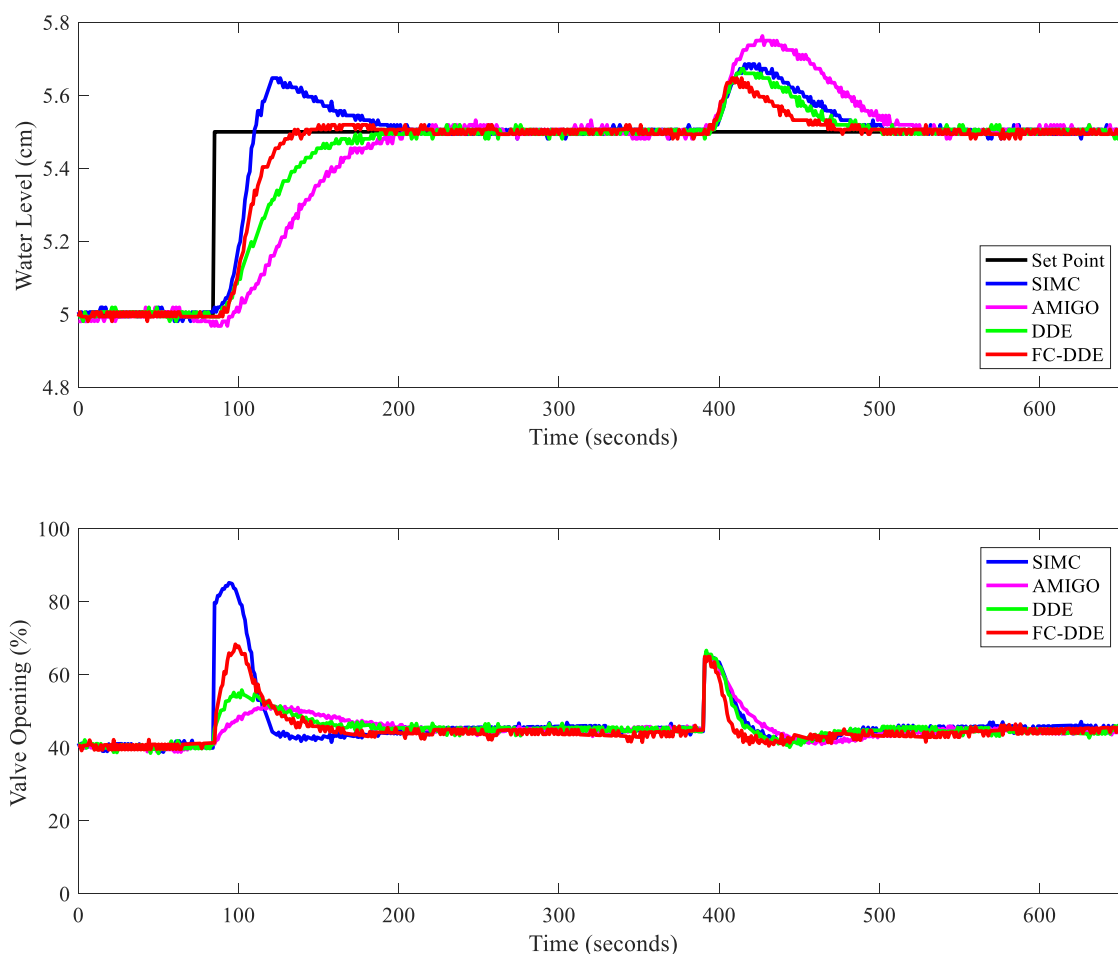 Water Level (cm)
5.8
5.6
5.4
5.2
5
4.8
0 100 200 300 400 500 600
Time (seconds)
Set Point
SIMC
AMIGO
DDE
FC-DDE
Valve Opening (%)
100
80
60
40
20
0
0 100 200 300 400 500 600
Time (seconds)
SIMC
AMIGO
DDE
FC-DDE